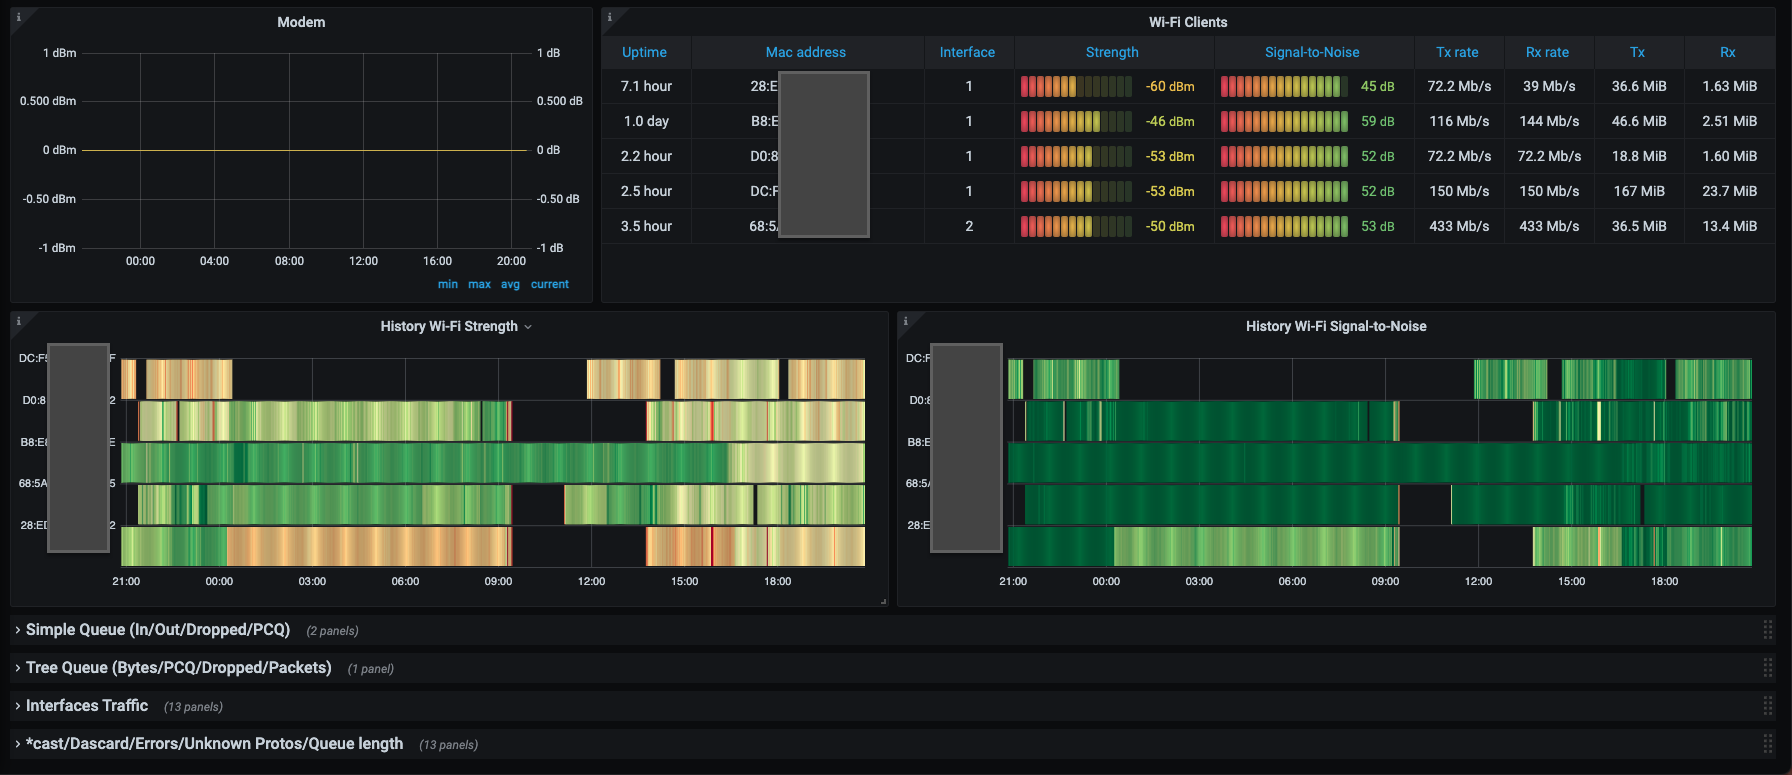 Modem
1 dBm
1 dB
0.500 dBm
0.500 dB
0 dBm
0 dB
-0.50 dBm
-0.50 dB
-1 dBm
-1 dB
00:00 04:00 08:00 12:00 16:00 20:00
min max avg current
Wi-Fi Clients
Uptime Mac address Interface Strength Signal-to-Noise Tx rate Rx rate Tx Rx
7.1 hour 28:E 1 -60 dBm 45 dB 72.2 Mb/s 39 Mb/s 36.6 MiB 1.63 MiB
1.0 day B8:E 1 -46 dBm 59 dB 116 Mb/s 144 Mb/s 46.6 MiB 2.51 MiB
2.2 hour D0:8 1 -53 dBm 52 dB 72.2 Mb/s 72.2 Mb/s 18.8 MiB 1.60 MiB
2.5 hour DC:F 1 -53 dBm 52 dB 150 Mb/s 150 Mb/s 167 MiB 23.7 MiB
3.5 hour 68:5 2 -50 dBm 53 dB 433 Mb/s 433 Mb/s 36.5 MiB 13.4 MiB
History Wi-Fi Strength
DC:F F
D0:8 2
B8:E E
68:5A 5
28:E 2
21:00 00:00 03:00 06:00 09:00 12:00 15:00 18:00
History Wi-Fi Signal-to-Noise
DC:F
D0:8
B8:E
68:5A
28:E
21:00 00:00 03:00 06:00 09:00 12:00 15:00 18:00
Simple Queue (In/Out/Dropped/PCQ) (2 panels)
Tree Queue (Bytes/PCQ/Dropped/Packets) (1 panel)
Interfaces Traffic (13 panels)
*cast/Dascard/Errors/Unknown Protos/Queue length (13 panels)